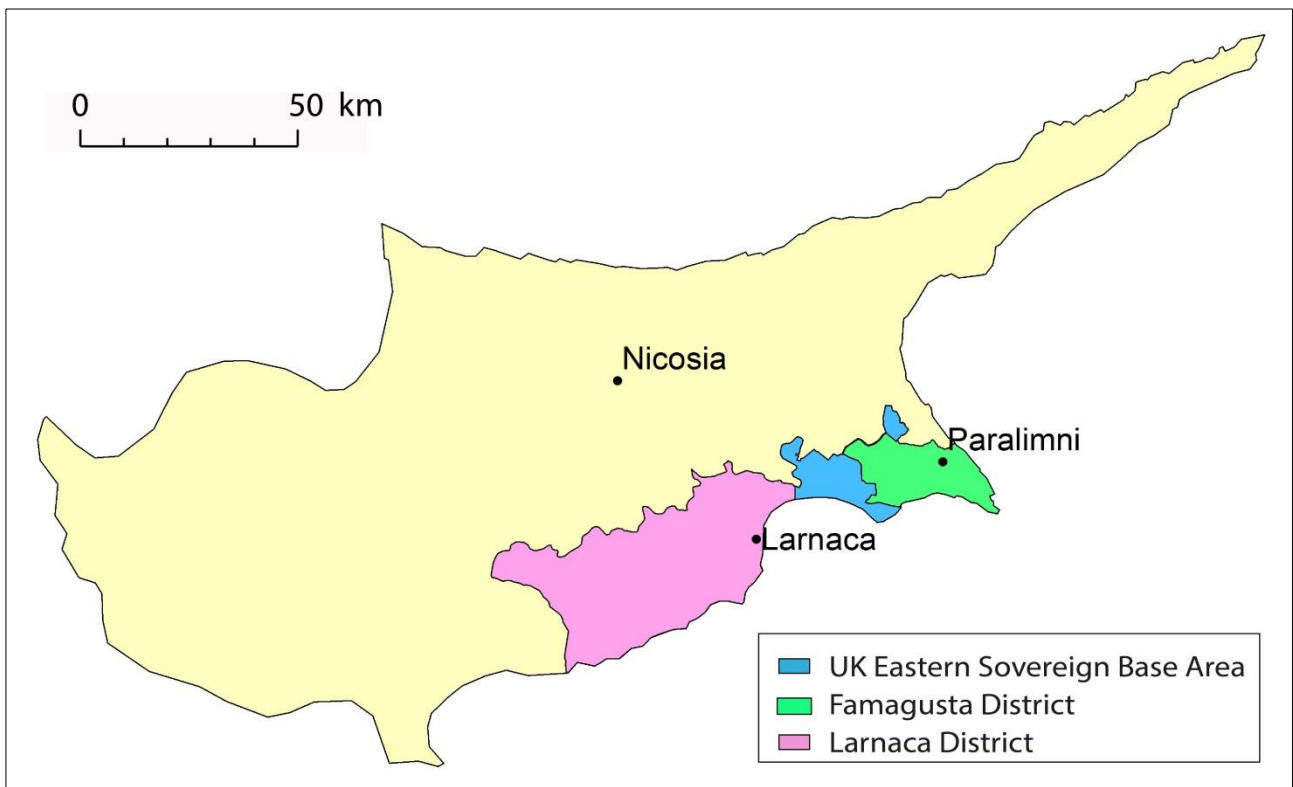 0 50 km
Nicosia
Paralimni
Larnaca
UK Eastern Sovereign Base Area
Famagusta District
Larnaca District